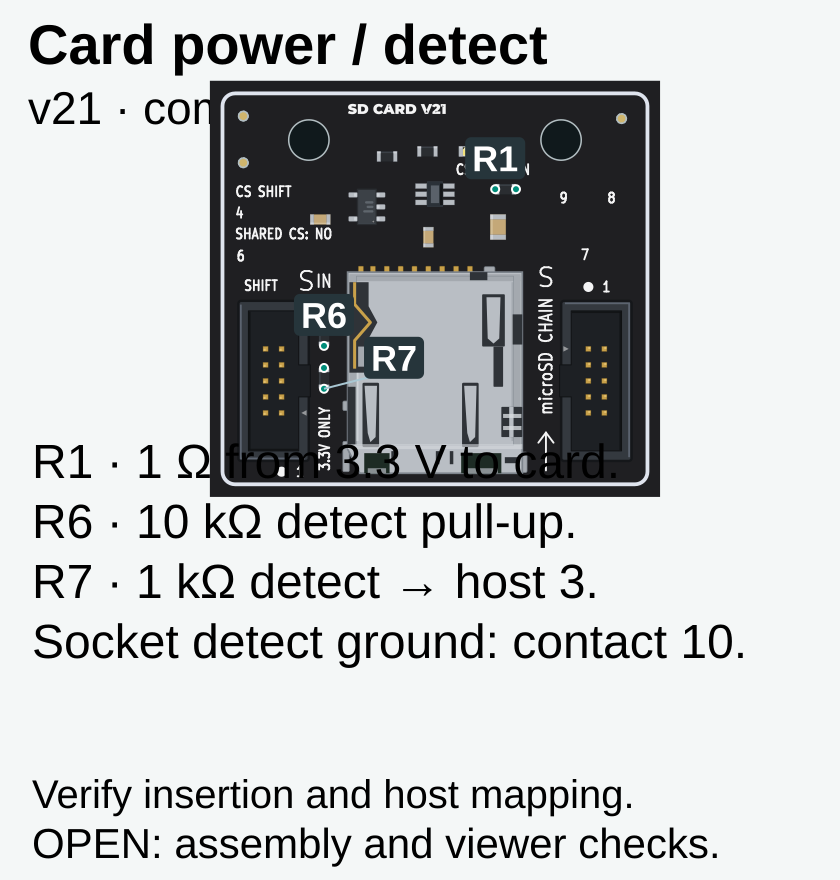 Card power / detect
v21 · con
SD CARD V21
R1
CS SHIFT
4
SHARED CS: NO
6
9 8
7
SHIFT
S IN
S
1
R6
R7
microSD CHAIN
3.3V ONLY
R1 · 1 Ω from 3.3 V to card.
R6 · 10 kΩ detect pull-up.
R7 · 1 kΩ detect → host 3.
Socket detect ground: contact 10.
Verify insertion and host mapping.
OPEN: assembly and viewer checks.